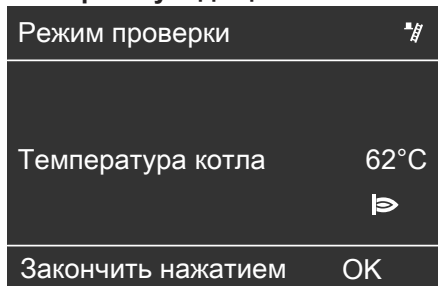 Режим проверки
Температура котла 62°C
Закончить нажатием OK